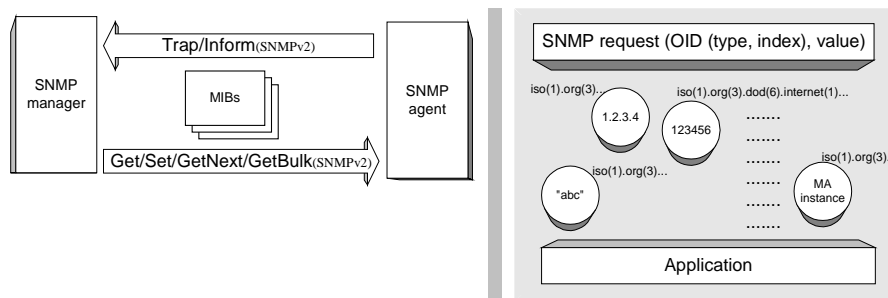 Trap/Inform(SNMPv2)
SNMP
manager
MIBs
SNMP
agent
Get/Set/GetNext/GetBulk(SNMPv2)
SNMP request (OID (type, index), value)
iso(1).org(3)...
iso(1).org(3).dod(6).internet(1)...
1.2.3.4
123456
.......
.......
.......
iso(1).org(3)...
iso(1).org(3).
"abc"
.......
MA
instance
.......
.......
Application